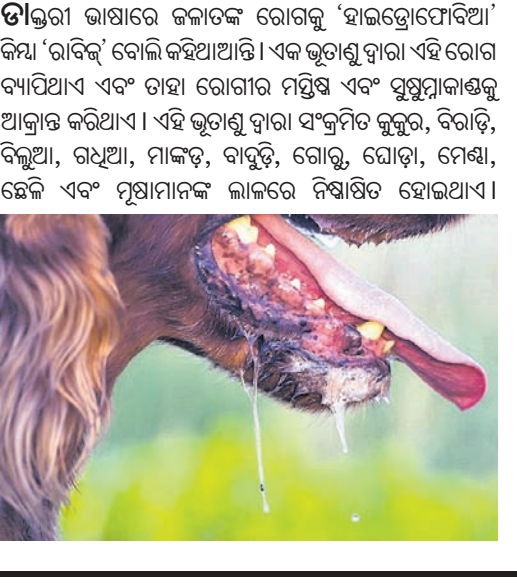 ଡାକ୍ତରୀ ଭାଷାରେ ଜଳାତଙ୍କ ରୋଗକୁ ‘ହାଇଡ୍ରୋଫୋବିଆ’
କିମ୍ବା ‘ରାବିଜ୍’ ବୋଲି କହିଥାଆନ୍ତି । ଏକ ଭୂତାଣୁ ଦ୍ୱାରା ଏହି ରୋଗ
ବ୍ୟାପିଥାଏ ଏବଂ ତାହା ରୋଗୀର ମସ୍ତିଷ୍କ ଏବଂ ସୁଷୁମ୍ନାକାଣ୍ଡକୁ
ଆକ୍ରାନ୍ତ କରିଥାଏ । ଏହି ଭୂତାଣୁ ଦ୍ୱାରା ସଂକ୍ରମିତ କୁକୁର, ବିରାଡ଼ି,
ବିଲୁଆ, ଗଧିଆ, ମାଙ୍କଡ଼, ବାଦୁଡ଼ି, ଗୋରୁ, ଘୋଡ଼ା, ମେଣ୍ଢା,
ଛେଳି ଏବଂ ମୂଷାମାନଙ୍କ ଲାଳରେ ନିଷ୍କାସିତ ହୋଇଥାଏ ।